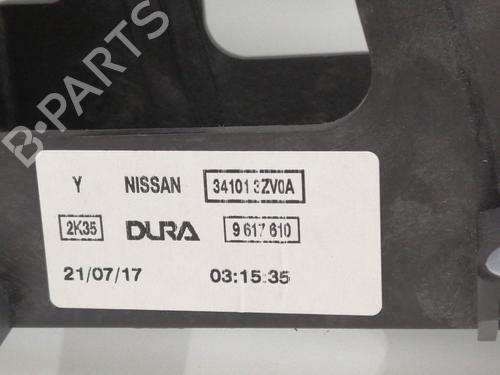 B-PARTS
Y NISSAN 34101 3ZV0A
2K35 DURA 9 617 610
21/07/17 03:15:35